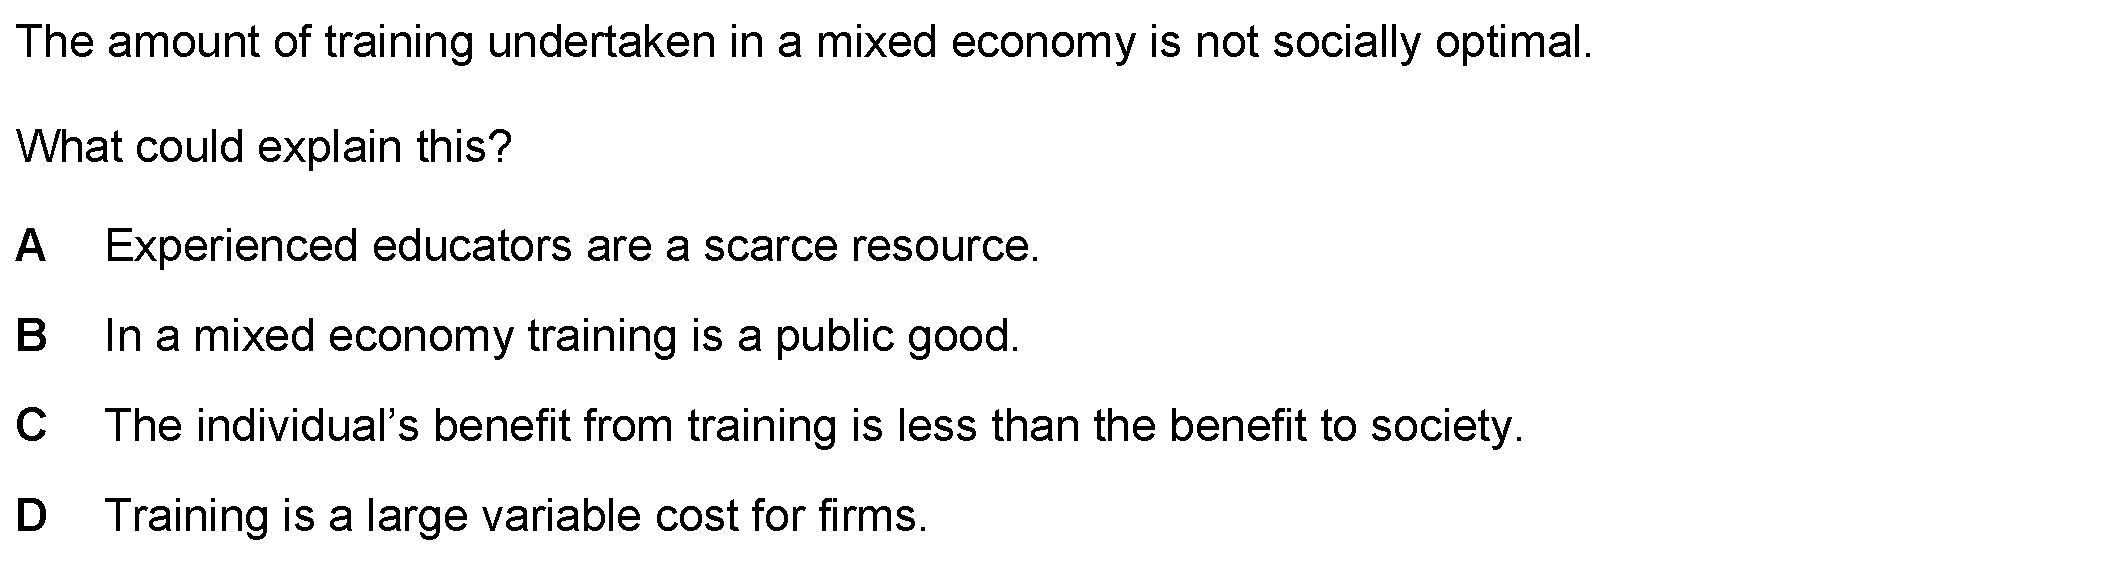 The amount of training undertaken in a mixed economy is not socially optimal.
What could explain this?
A Experienced educators are a scarce resource.
B In a mixed economy training is a public good.
C The individual’s benefit from training is less than the benefit to society.
D Training is a large variable cost for firms.